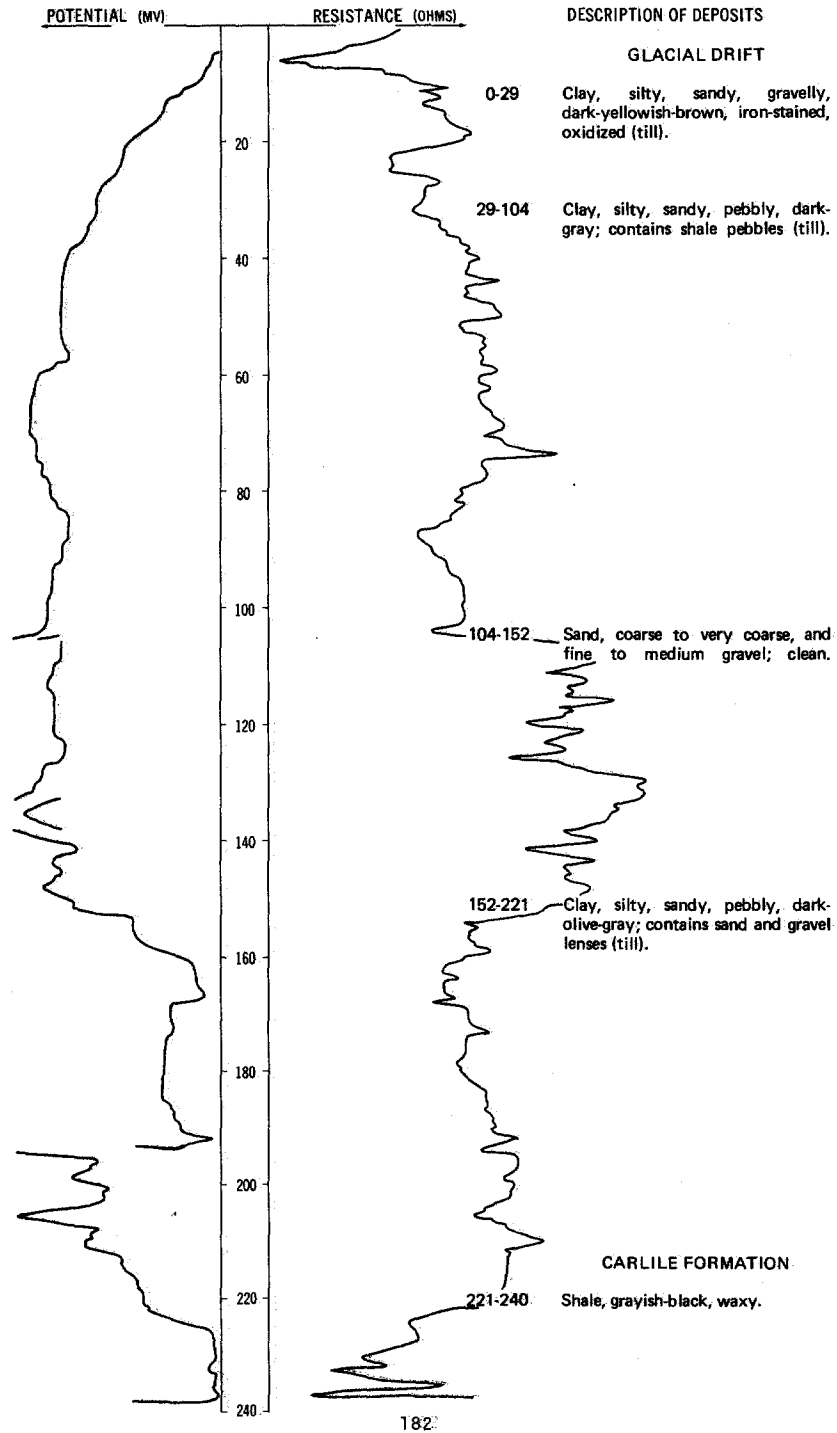 POTENTIAL (MV) RESISTANCE (OHMS) DESCRIPTION OF DEPOSITS
GLACIAL DRIFT
0-29 Clay, silty, sandy, gravelly,
dark-yellowish-brown, iron-stained,
oxidized (till).
20
29-104 Clay, silty, sandy, pebbly, dark-
gray; contains shale pebbles (till).
40
60
80
100
104-152 Sand, coarse to very coarse, and
fine to medium gravel; clean.
120
140
152-221 Clay, silty, sandy, pebbly, dark-
olive-gray; contains sand and gravel
lenses (till).
160
180
200
CARLILE FORMATION
220
221-240 Shale, grayish-black, waxy.
240
182